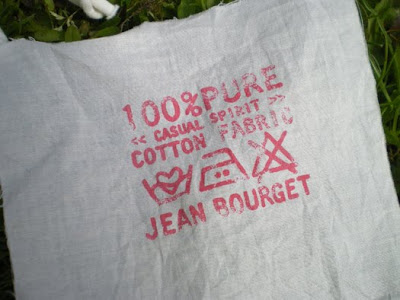 100% PURE
<< CASUAL SPIRIT >>
COTTON FABRIC
JEAN BOURGET